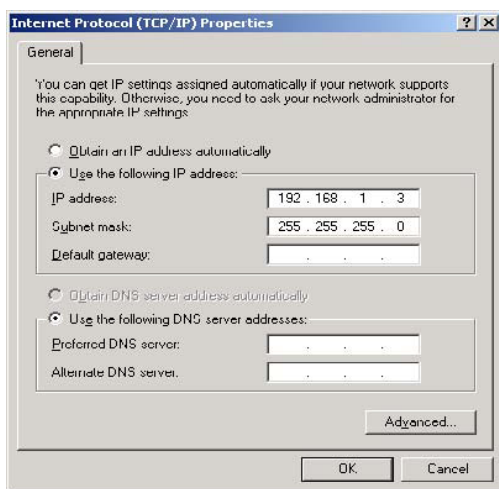 Internet Protocol (TCP/IP) Properties
General
You can get IP settings assigned automatically if your network supports
this capability. Otherwise, you need to ask your network administrator for
the appropriate IP settings.
Obtain an IP address automatically
Use the following IP address:
IP address: 192 . 168 . 1 . 3
Subnet mask: 255 . 255 . 255 . 0
Default gateway: . . .
Obtain DNS server address automatically
Use the following DNS server addresses:
Preferred DNS server: . . .
Alternate DNS server: . . .
Advanced...
OK Cancel